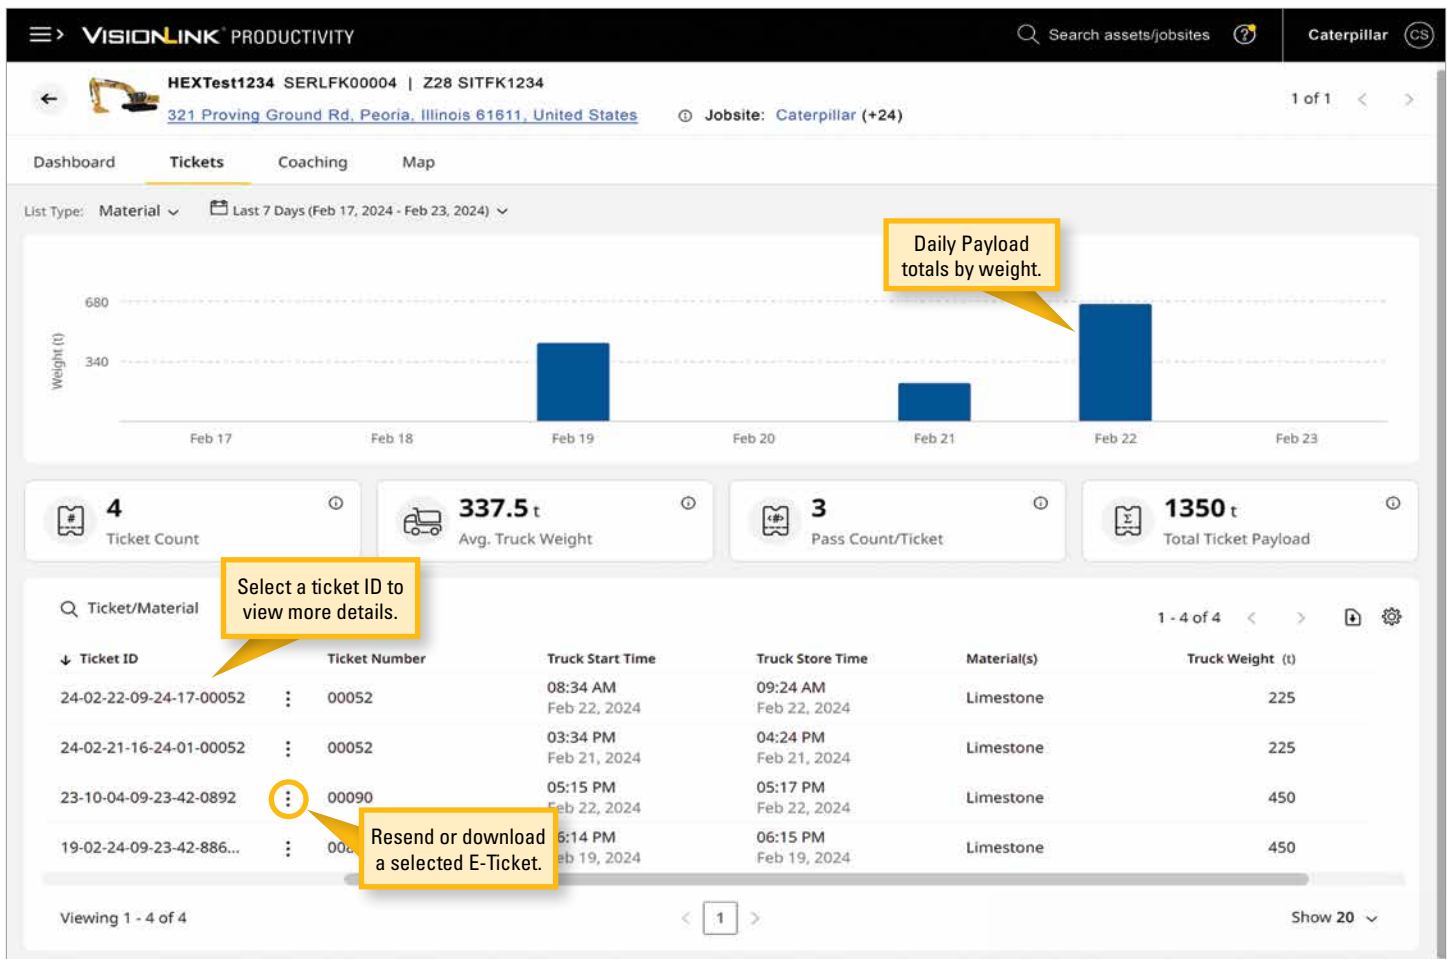 VISIONLINK PRODUCTIVITY
Search assets/jobsites
Caterpillar CS
HEXTest1234 SERLFK00004 | Z28 SITFK1234
321 Proving Ground Rd, Peoria, Illinois 61611, United States
Jobsite: Caterpillar (+24)
1 of 1
Dashboard Tickets Coaching Map
List Type: Material Last 7 Days (Feb 17, 2024 - Feb 23, 2024)
Daily Payload
totals by weight.
680
340
Weight (t)
Feb 17 Feb 18 Feb 19 Feb 20 Feb 21 Feb 22 Feb 23
4
Ticket Count
337.5 t
Avg. Truck Weight
3
Pass Count/Ticket
1350 t
Total Ticket Payload
Select a ticket ID to
view more details.
Ticket/Material
1 - 4 of 4
Ticket ID Ticket Number Truck Start Time Truck Store Time Material(s) Truck Weight (t)
24-02-22-09-24-17-00052 00052 08:34 AM 09:24 AM Limestone 225
Feb 22, 2024 Feb 22, 2024
24-02-21-16-24-01-00052 00052 03:34 PM 04:24 PM Limestone 225
Feb 21, 2024 Feb 21, 2024
23-10-04-09-23-42-0892 00090 05:15 PM 05:17 PM Limestone 450
Feb 22, 2024 Feb 22, 2024
19-02-24-09-23-42-886... 6:14 PM 06:15 PM Limestone 450
eb 19, 2024 Feb 19, 2024
Resend or download
a selected E-Ticket.
Viewing 1 - 4 of 4
1
Show 20